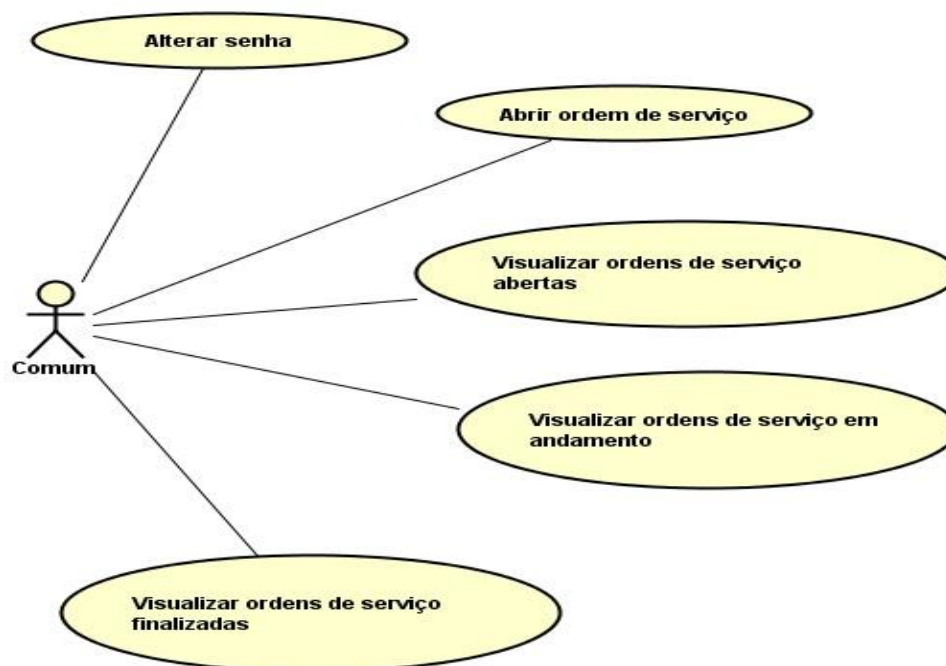 Alterar senha
Abrir ordem de serviço
Visualizar ordens de serviço
abertas
Comum
Visualizar ordens de serviço em
andamento
Visualizar ordens de serviço
finalizadas